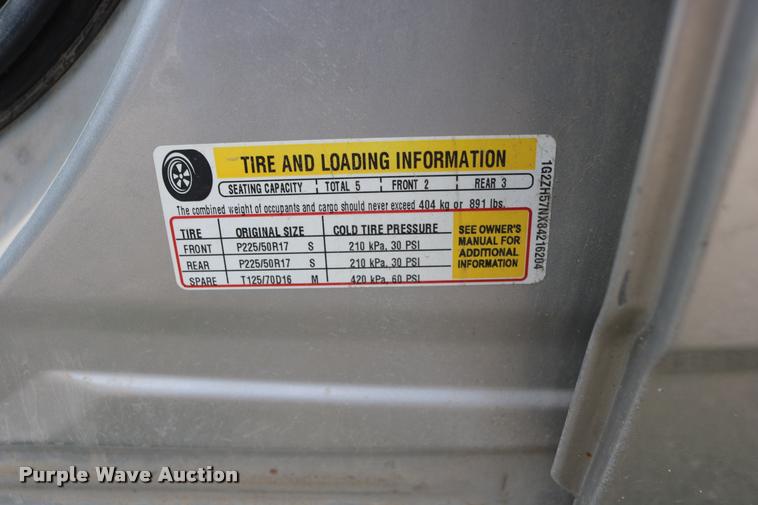 TIRE AND LOADING INFORMATION
SEATING CAPACITY TOTAL 5 FRONT 2 REAR 3
The combined weight of occupants and cargo should never exceed 404 kg or 891 lbs.
TIRE ORIGINAL SIZE COLD TIRE PRESSURE
FRONT P225/50R17 S 210 kPa, 30 PSI
REAR P225/50R17 S 210 kPa, 30 PSI
SPARE T125/70D16 M 420 kPa, 60 PSI
SEE OWNER'S
MANUAL FOR
ADDITIONAL
INFORMATION
1G2ZH57NX84216204
Purple Wave Auction